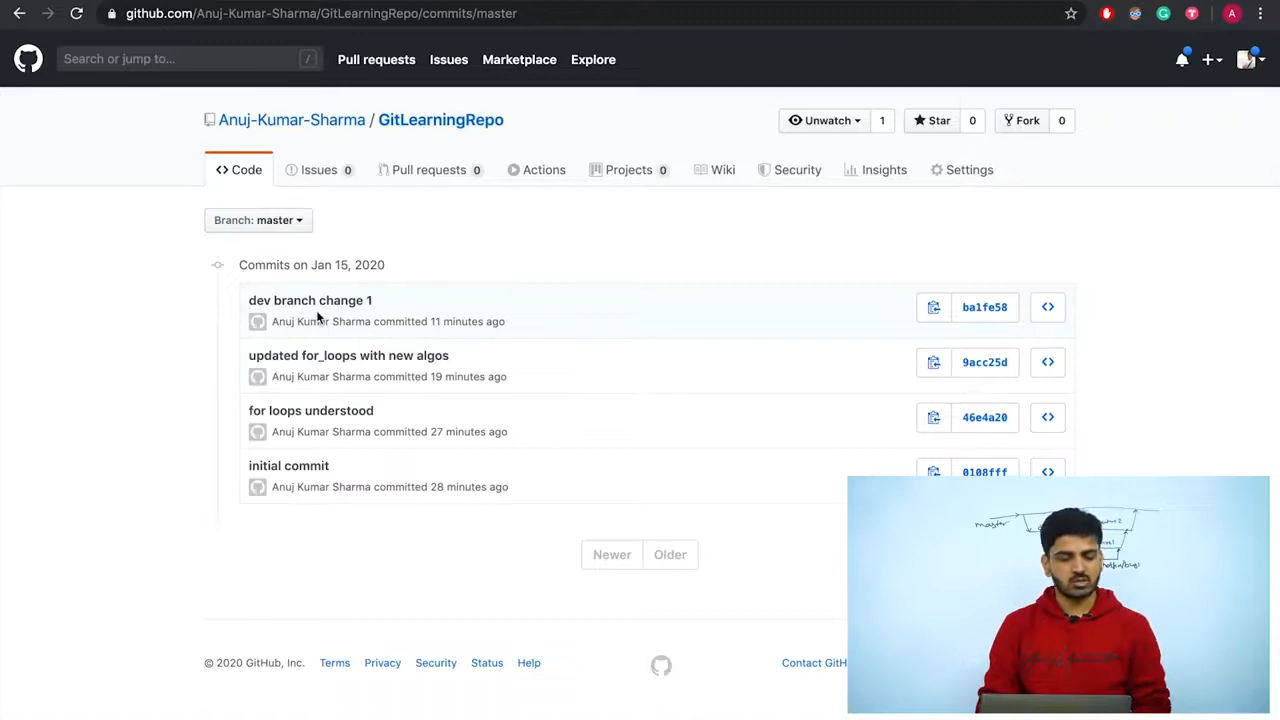 github.com/Anuj-Kumar-Sharma/GitLearningRepo/commits/master
A
Search or jump to... /
Pull requests Issues Marketplace Explore
Anuj-Kumar-Sharma / GitLearningRepo
Unwatch 1 Star 0 Fork 0
Code Issues 0 Pull requests 0 Actions Projects 0 Wiki Security Insights Settings
Branch: master
Commits on Jan 15, 2020
dev branch change 1
Anuj Kumar Sharma committed 11 minutes ago
ba1fe58
updated for_loops with new algos
Anuj Kumar Sharma committed 19 minutes ago
9acc25d
for loops understood
Anuj Kumar Sharma committed 27 minutes ago
46e4a20
initial commit
Anuj Kumar Sharma committed 28 minutes ago
0108fff
Newer Older
© 2020 GitHub, Inc. Terms Privacy Security Status Help
Contact GitH
master